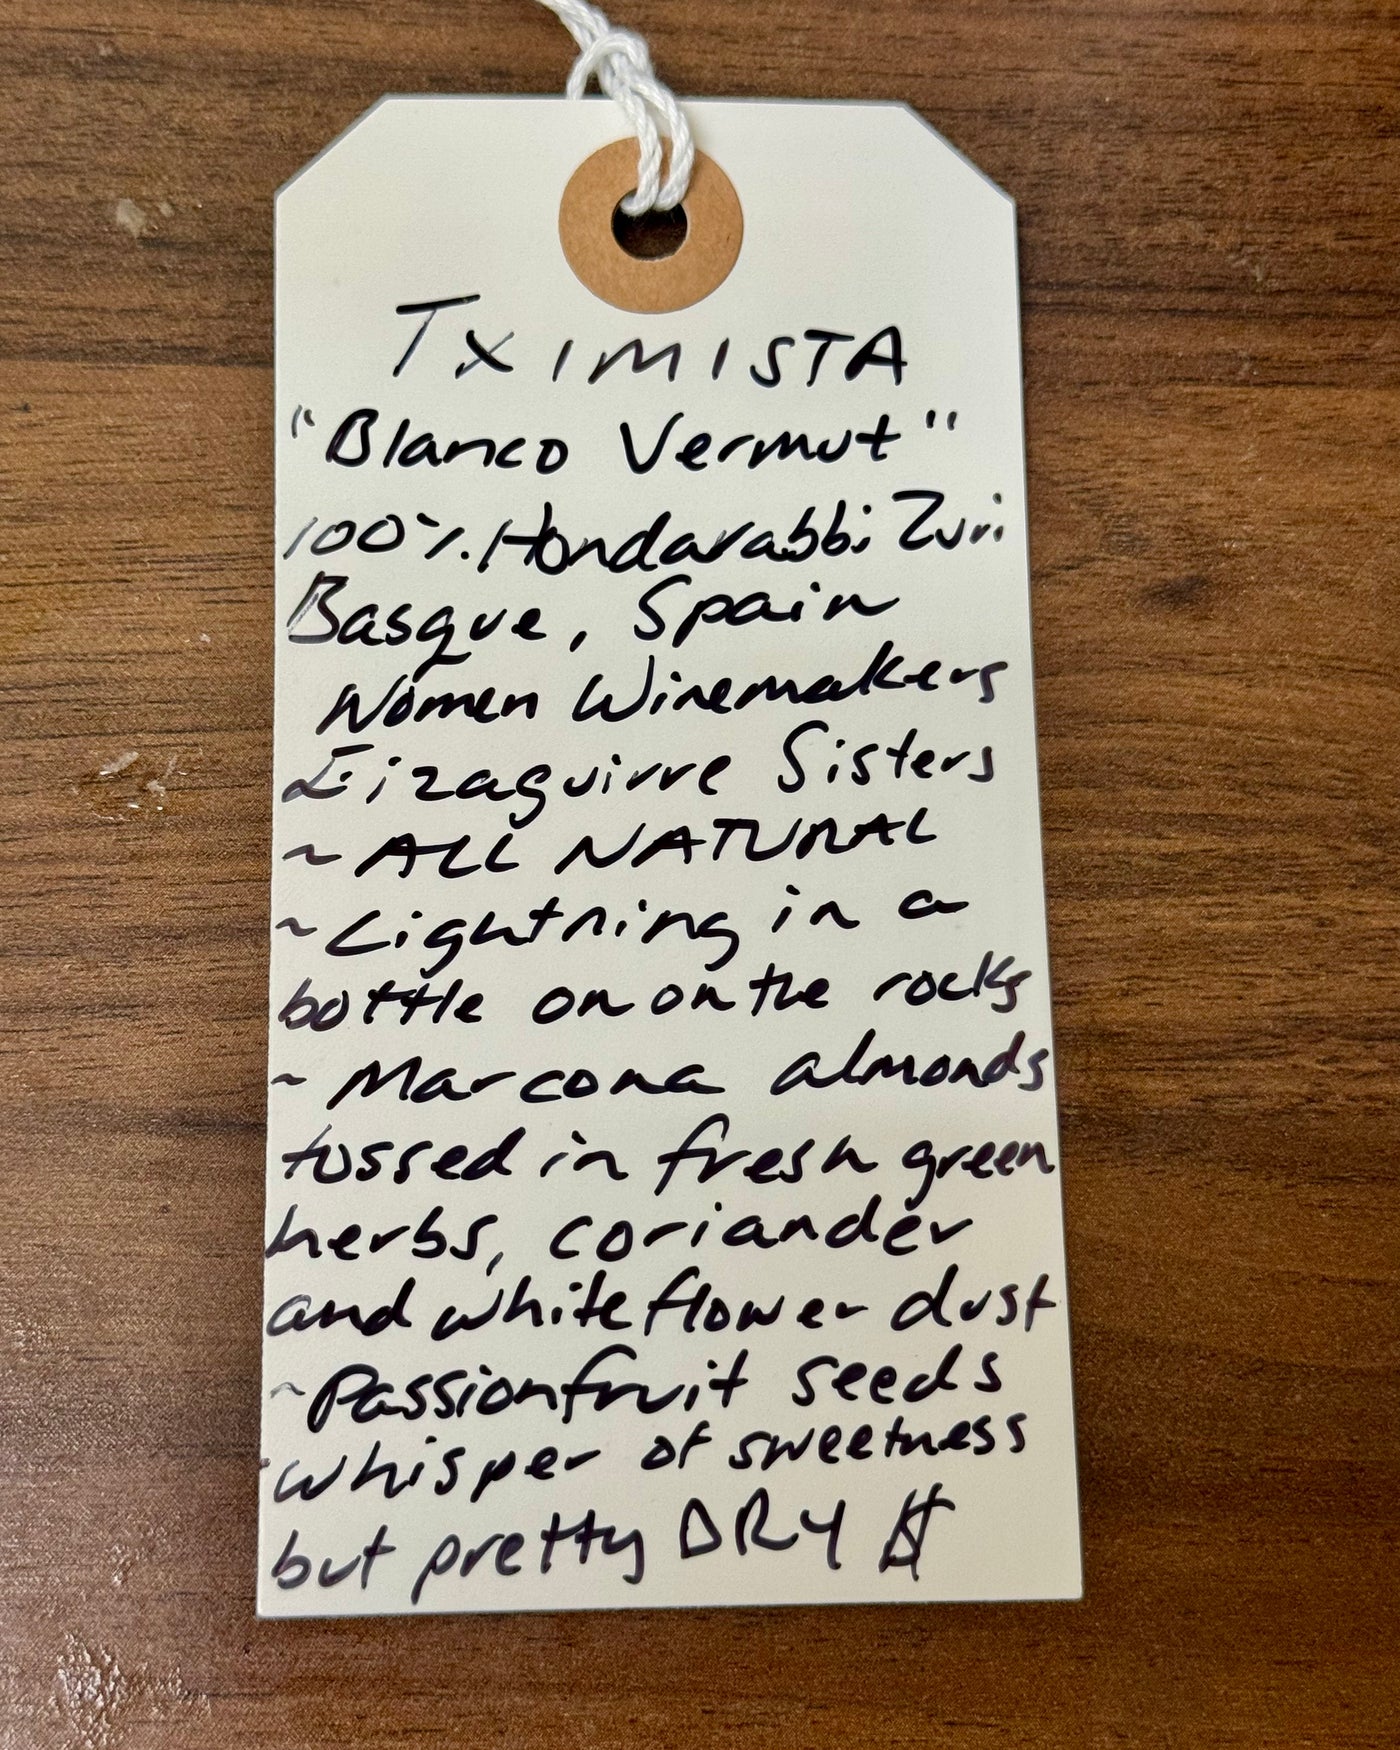 TXIMISTA
"Blanco Vermut"
100%. Hondarabbi Zuri
Basque, Spain
Women Winemakers
Eizaguirre Sisters
~ ALL NATURAL
~ Lightning in a
bottle on on the rocks
~ Marcona almonds
tossed in fresh green
herbs, coriander
and white flower dust
~ Passionfruit seeds
whisper of sweetness
but pretty DRY